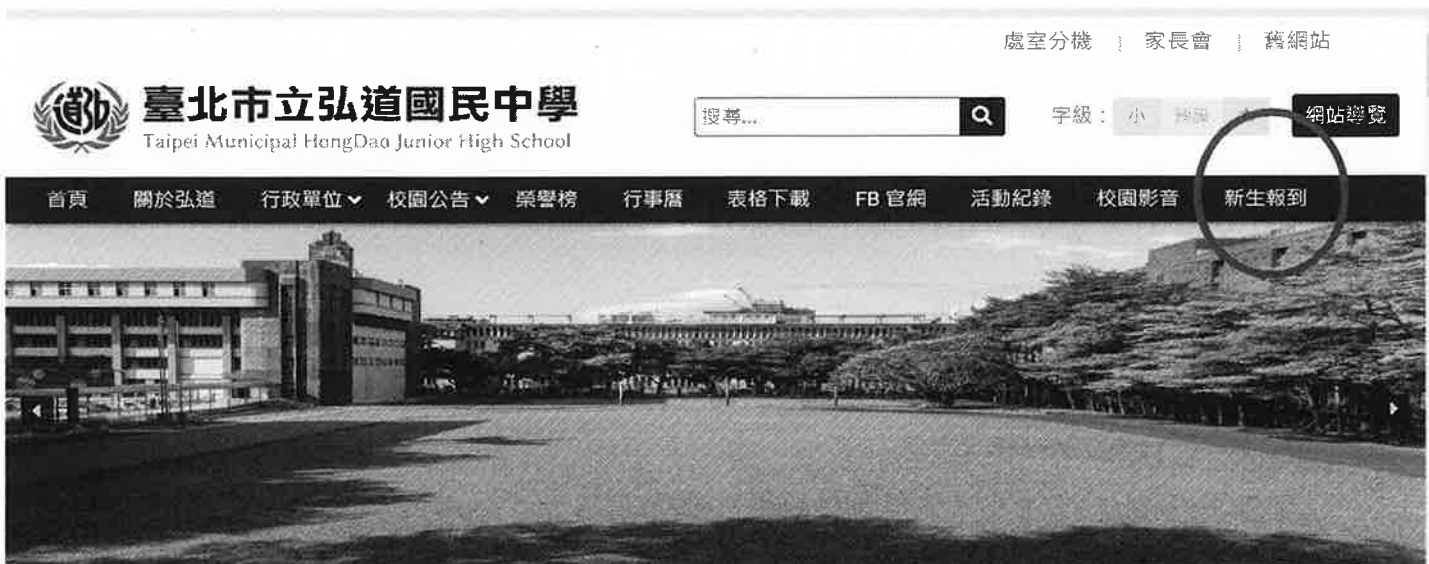 處室分機 | 家長會 | 舊網站
道弘
臺北市立弘道國民中學
Taipei Municipal HongDao Junior High School
搜尋...
字級： 小
網站導覽
首頁 關於弘道 行政單位 校園公告 榮譽榜 行事曆 表格下載 FB 官網 活動紀錄 校園影音 新生報到